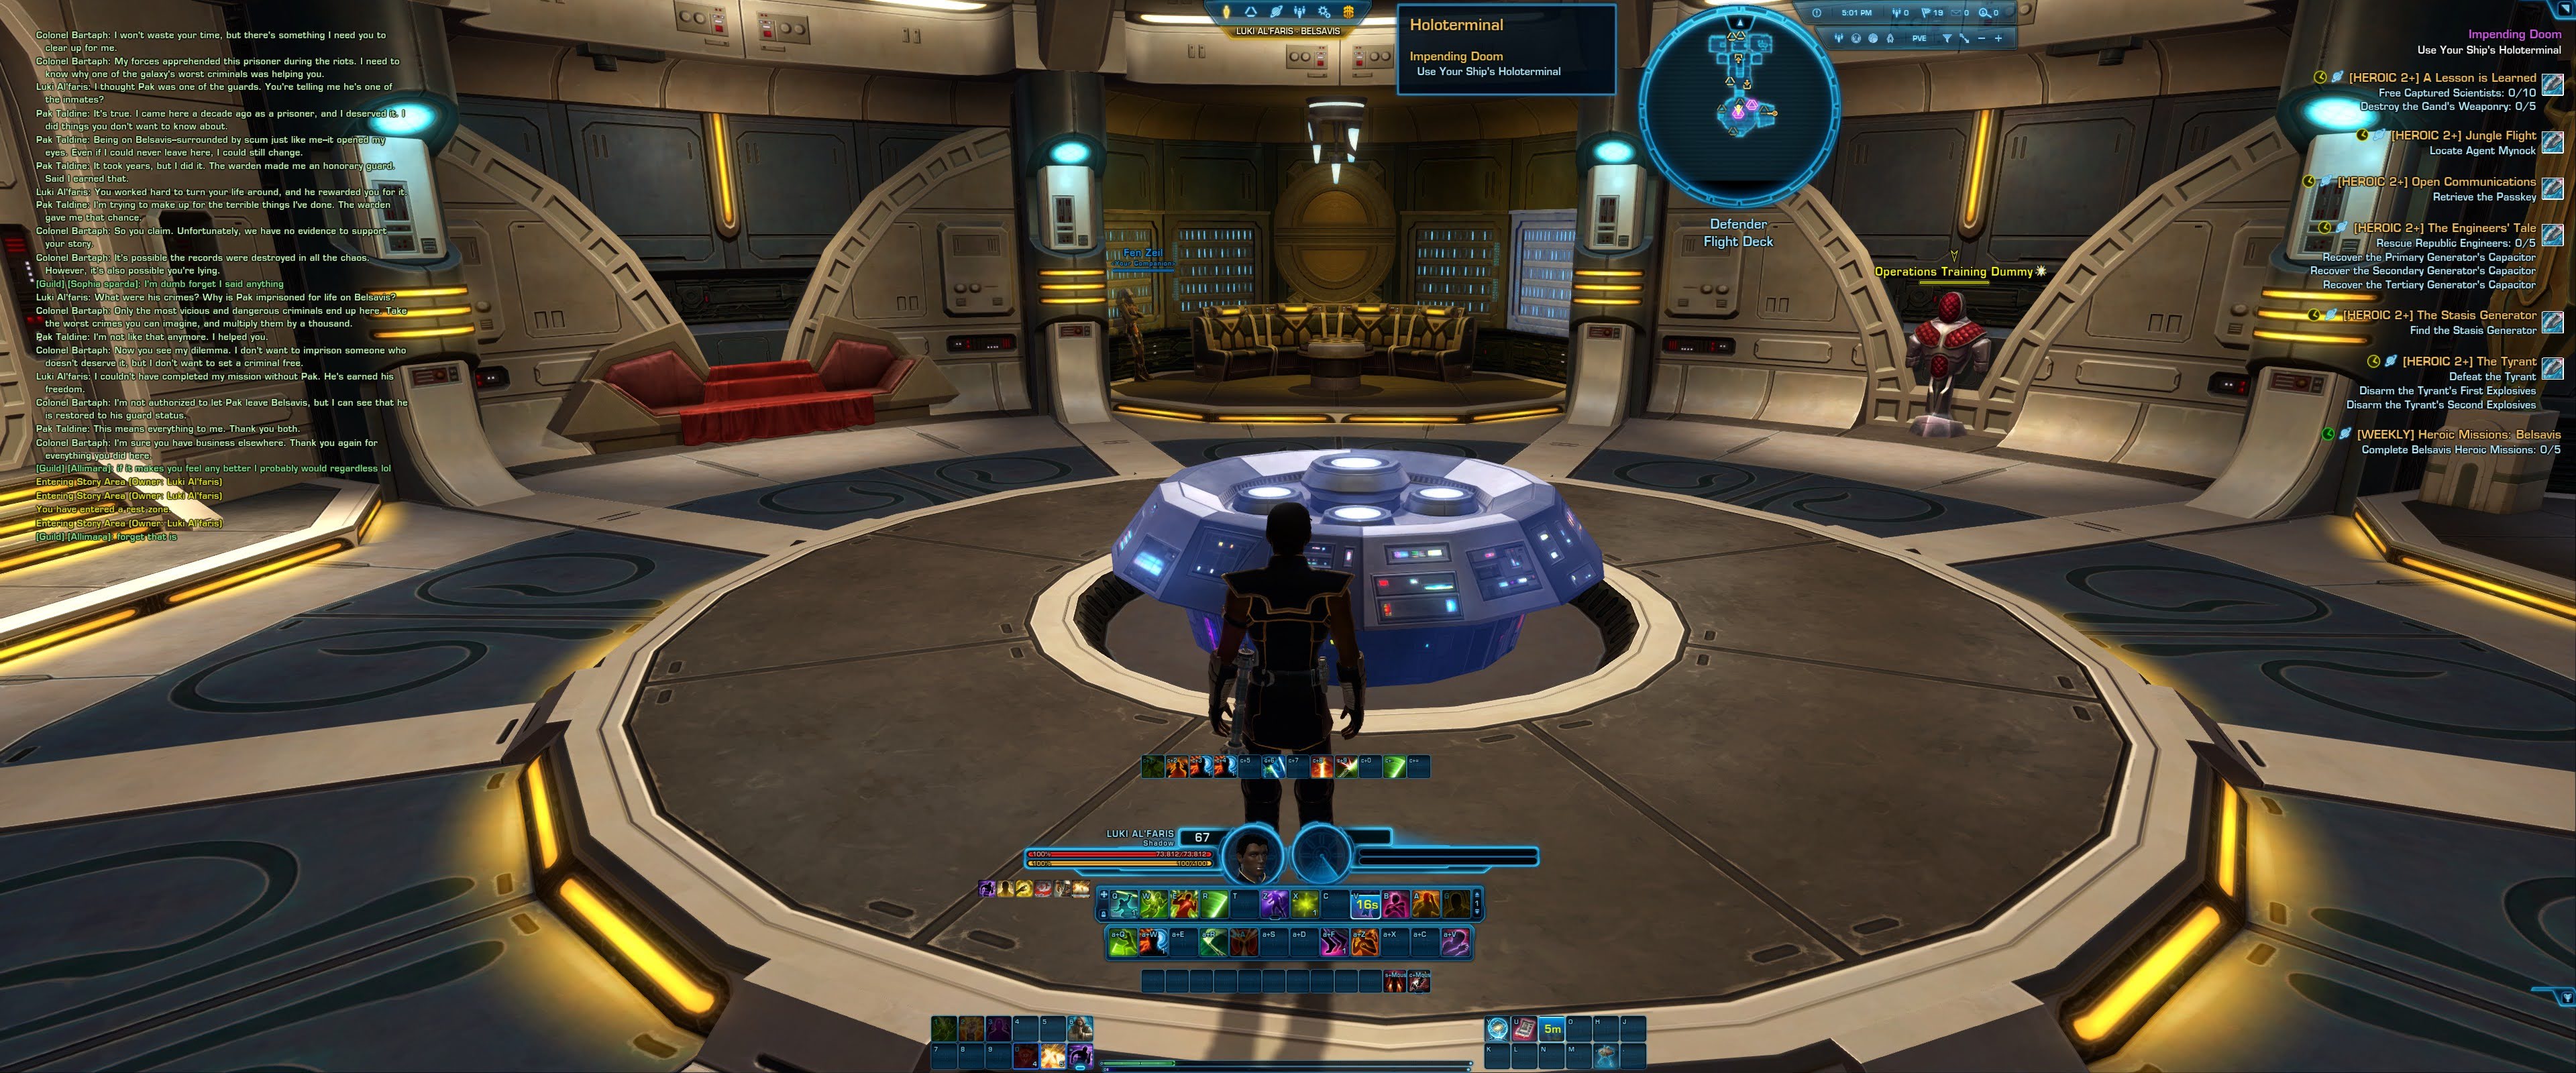 Colonel Bartaph: I won't waste your time, but there's something I need you to
clear up for me.
Colonel Bartaph: My forces apprehended this prisoner during the riots. I need to
know why one of the galaxy's worst criminals was helping you.
Luki Al'faris: I thought Pak was one of the guards. You're telling me he's one of
the inmates?
Pak Taldine: It's true. I came here a decade ago as a prisoner, and I deserved it. I
did things you don't want to know about.
Pak Taldine: Being on Belsavis–surrounded by scum just like me–it opened my
eyes. Even if I could never leave here, I could still change.
Pak Taldine: It took years, but I did it. The warden made me an honorary guard.
Said I earned that.
Luki Al'faris: You worked hard to turn your life around, and he rewarded you for it.
Pak Taldine: I'm trying to make up for the terrible things I've done. The warden
gave me that chance.
Colonel Bartaph: So you claim. Unfortunately, we have no evidence to support
your story.
Colonel Bartaph: It's possible the records were destroyed in all the chaos.
However, it's also possible you're lying.
[Guild] [Sophia sparda]: I'm dumb forget I said anything
Luki Al'faris: What were his crimes? Why is Pak imprisoned for life on Belsavis?
Colonel Bartaph: Only the most vicious and dangerous criminals end up here. Take
the worst crimes you can imagine, and multiply them by a thousand.
Pak Taldine: I'm not like that anymore. I helped you.
Colonel Bartaph: Now you see my dilemma. I don't want to imprison someone who
doesn't deserve it, but I don't want to set a criminal free.
Luki Al'faris: I couldn't have completed my mission without Pak. He's earned his
freedom.
Colonel Bartaph: I'm not authorized to let Pak leave Belsavis, but I can see that he
is restored to his guard status.
Pak Taldine: This means everything to me. Thank you both.
Colonel Bartaph: I'm sure you have business elsewhere. Thank you again for
everything you did here.
[Guild] [Allimara]: if it makes you feel any better I probably would regardless lol
Entering Story Area (Owner: Luki Al'faris)
Entering Story Area (Owner: Luki Al'faris)
You have entered a rest zone.
Entering Story Area (Owner: Luki Al'faris)
[Guild] [Allimara]: forget that is
LUKI AL'FARIS - BELSAVIS
Holoterminal
Impending Doom
Use Your Ship's Holoterminal
5:01 PM
0
19
0
0
PVE
Defender
Flight Deck
Fen Zeil
Operations Training Dummy
Impending Doom
Use Your Ship's Holoterminal
[HEROIC 2+] A Lesson is Learned
Free Captured Scientists: 0/10
Destroy the Gand's Weaponry: 0/5
[HEROIC 2+] Jungle Flight
Locate Agent Mynock
[HEROIC 2+] Open Communications
Retrieve the Passkey
[HEROIC 2+] The Engineers' Tale
Rescue Republic Engineers: 0/5
Recover the Primary Generator's Capacitor
Recover the Secondary Generator's Capacitor
Recover the Tertiary Generator's Capacitor
[HEROIC 2+] The Stasis Generator
Find the Stasis Generator
[HEROIC 2+] The Tyrant
Defeat the Tyrant
Disarm the Tyrant's First Explosives
Disarm the Tyrant's Second Explosives
[WEEKLY] Heroic Missions: Belsavis
Complete Belsavis Heroic Missions: 0/5
LUKI AL'FARIS
Shadow
67
100% 73,812/73,812
100% 100/100
R T X C 16s
a+Q a+W a+E a+S a+D a+F a+Z a+X a+C a+V
4 5
7 8 9
U 5m O H J
K L N M